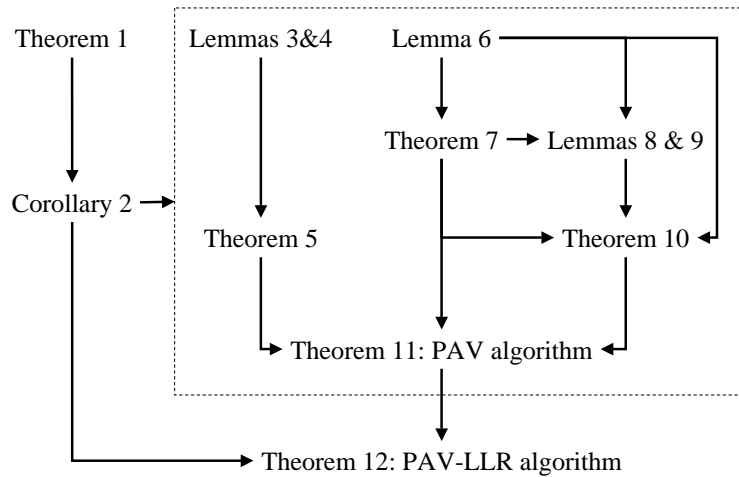 Theorem 1
Lemmas 3&4
Lemma 6
Theorem 7
Lemmas 8 & 9
Corollary 2
Theorem 5
Theorem 10
Theorem 11: PAV algorithm
Theorem 12: PAV-LLR algorithm